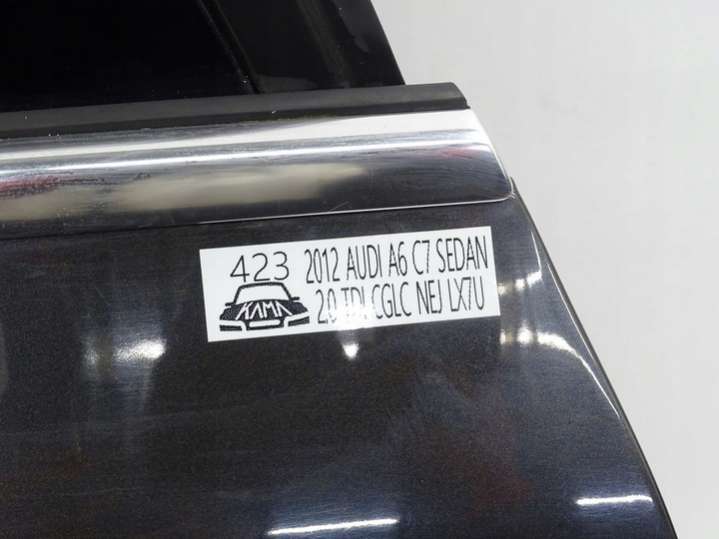 423
KAMA
2012 AUDI A6 C7 SEDAN
2,0 TDI CGLC NEJ LX7U